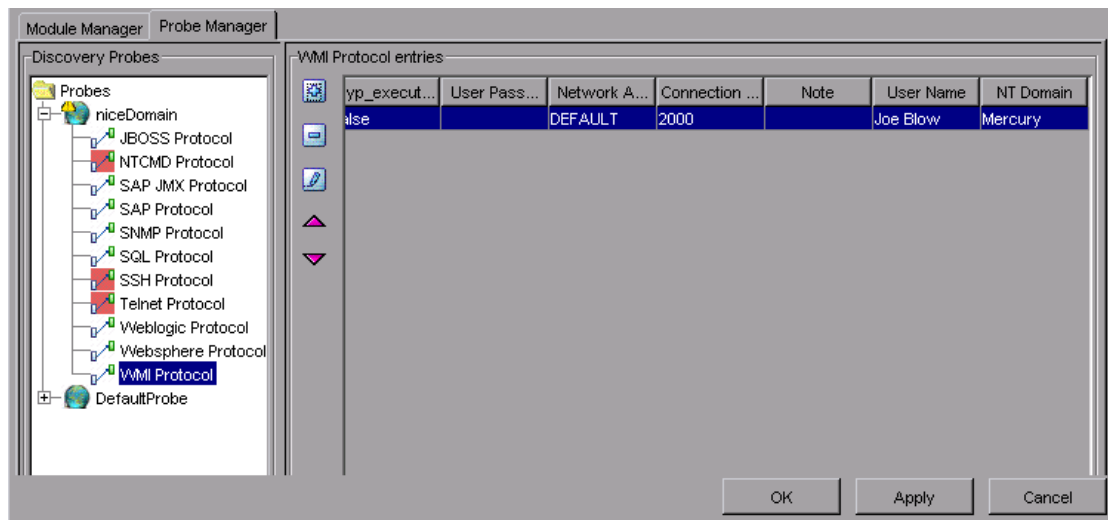 Module Manager Probe Manager
Discovery Probes
WMI Protocol entries
Probes
niceDomain
JBOSS Protocol
NTCMD Protocol
SAP JMX Protocol
SAP Protocol
SNMP Protocol
SQL Protocol
SSH Protocol
Telnet Protocol
Weblogic Protocol
Websphere Protocol
WMI Protocol
DefaultProbe
yp_execut... User Pass... Network A... Connection ... Note User Name NT Domain
alse DEFAULT 2000 Joe Blow Mercury
OK Apply Cancel